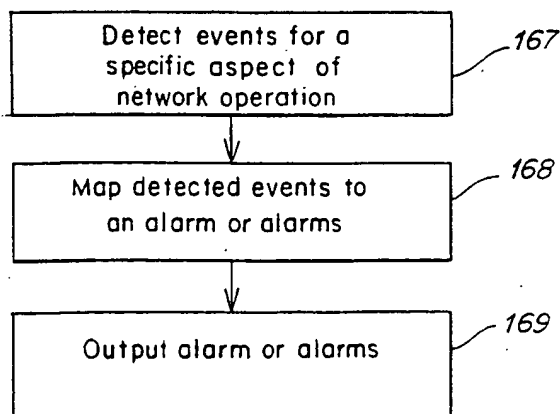 Detect events for a
specific aspect of
network operation
167
Map detected events to
an alarm or alarms
168
Output alarm or alarms
169